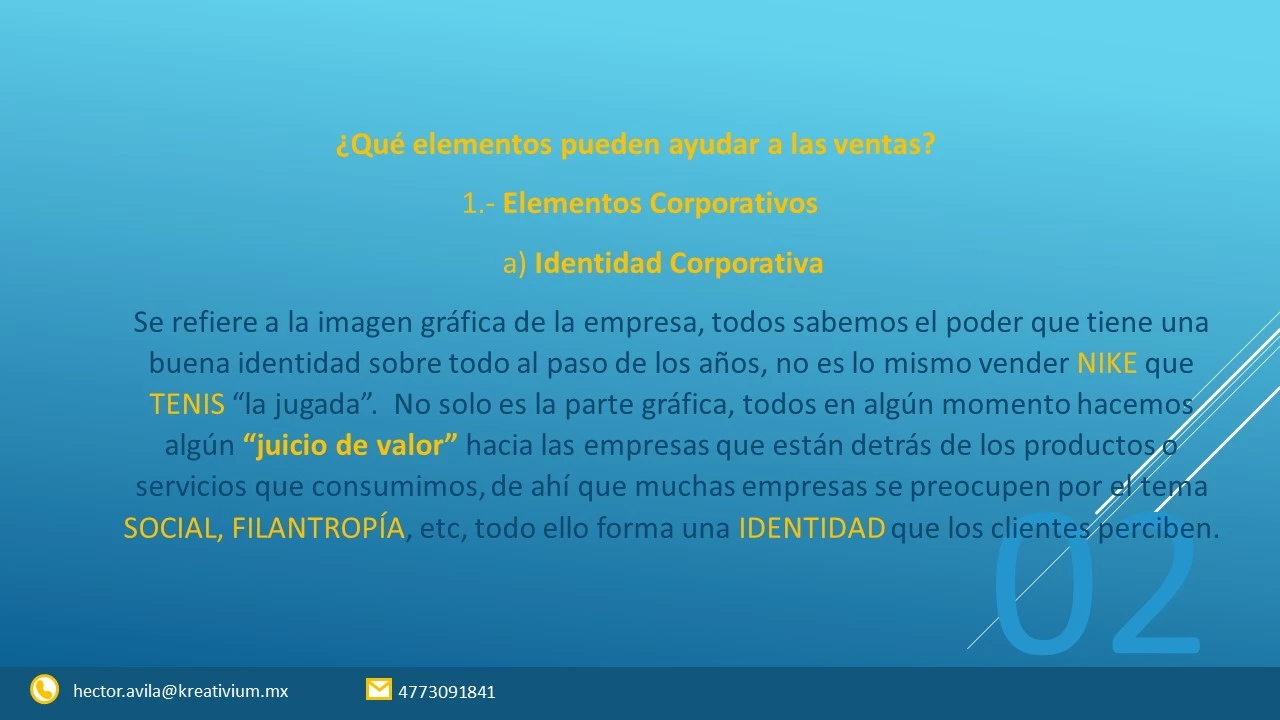 ¿Qué elementos pueden ayudar a las ventas?
1.- Elementos Corporativos
a) Identidad Corporativa
Se refiere a la imagen gráfica de la empresa, todos sabemos el poder que tiene una
buena identidad sobre todo al paso de los años, no es lo mismo vender NIKE que
TENIS “la jugada”. No solo es la parte gráfica, todos en algún momento hacemos
algún “juicio de valor” hacia las empresas que están detrás de los productos o
servicios que consumimos, de ahí que muchas empresas se preocupen por el tema
SOCIAL, FILANTROPÍA, etc, todo ello forma una IDENTIDAD que los clientes perciben.
02
hector.avila@kreativium.mx 4773091841